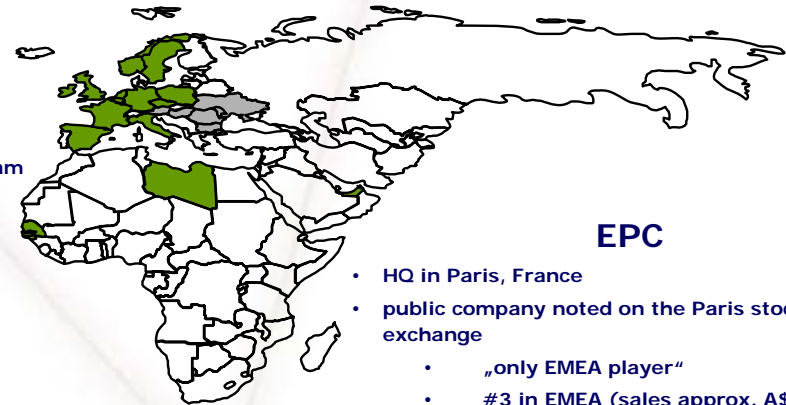 EPC
• HQ in Paris, France
• public company noted on the Paris
exchange
• „only EMEA player“
• #3 in EMEA (sales approx. A$